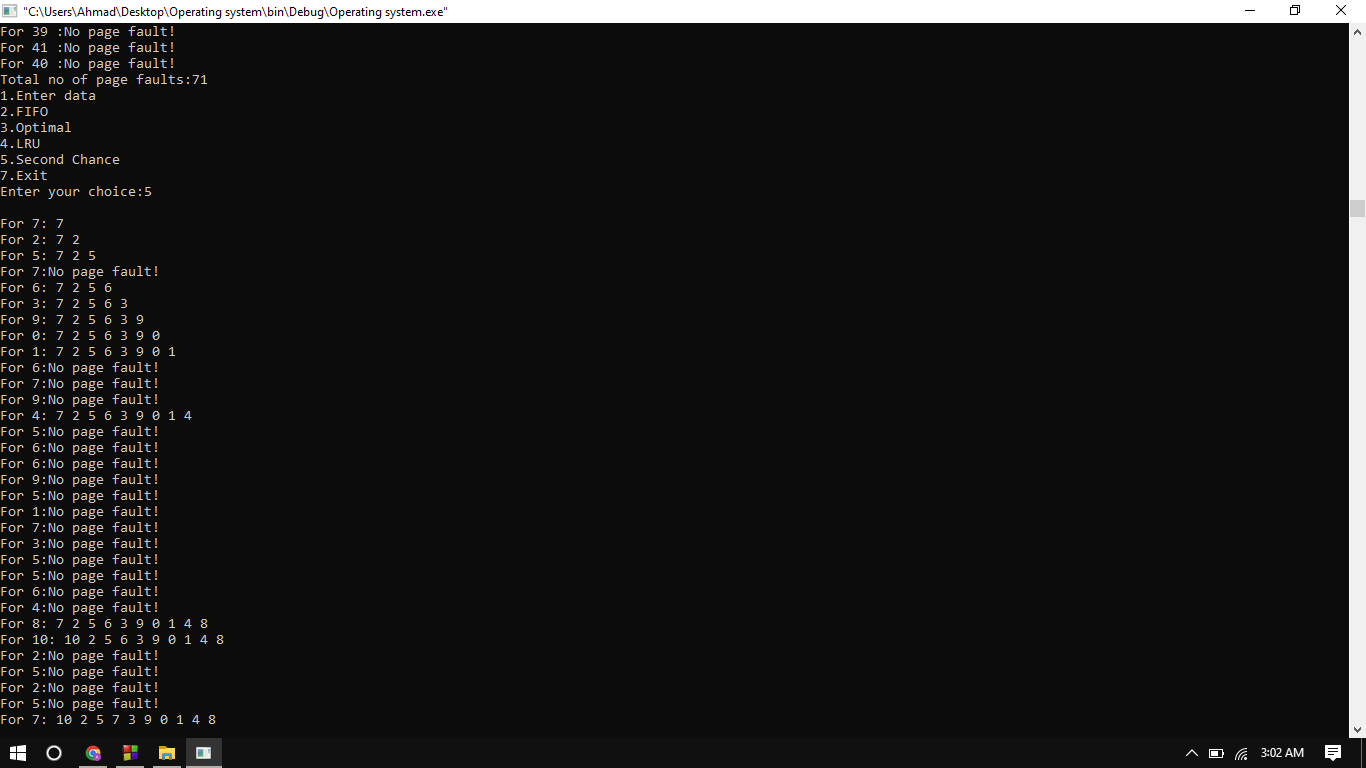 "C:\Users\Ahmad\Desktop\Operating system\bin\Debug\Operating system.exe"
For 39 :No page fault!
For 41 :No page fault!
For 40 :No page fault!
Total no of page faults:71
1.Enter data
2.FIFO
3.Optimal
4.LRU
5.Second Chance
7.Exit
Enter your choice:5
For 7: 7
For 2: 7 2
For 5: 7 2 5
For 7:No page fault!
For 6: 7 2 5 6
For 3: 7 2 5 6 3
For 9: 7 2 5 6 3 9
For 0: 7 2 5 6 3 9 0
For 1: 7 2 5 6 3 9 0 1
For 6:No page fault!
For 7:No page fault!
For 9:No page fault!
For 4: 7 2 5 6 3 9 0 1 4
For 5:No page fault!
For 6:No page fault!
For 6:No page fault!
For 9:No page fault!
For 5:No page fault!
For 1:No page fault!
For 7:No page fault!
For 3:No page fault!
For 5:No page fault!
For 5:No page fault!
For 6:No page fault!
For 4:No page fault!
For 8: 7 2 5 6 3 9 0 1 4 8
For 10: 10 2 5 6 3 9 0 1 4 8
For 2:No page fault!
For 5:No page fault!
For 2:No page fault!
For 5:No page fault!
For 7: 10 2 5 7 3 9 0 1 4 8
3:02 AM